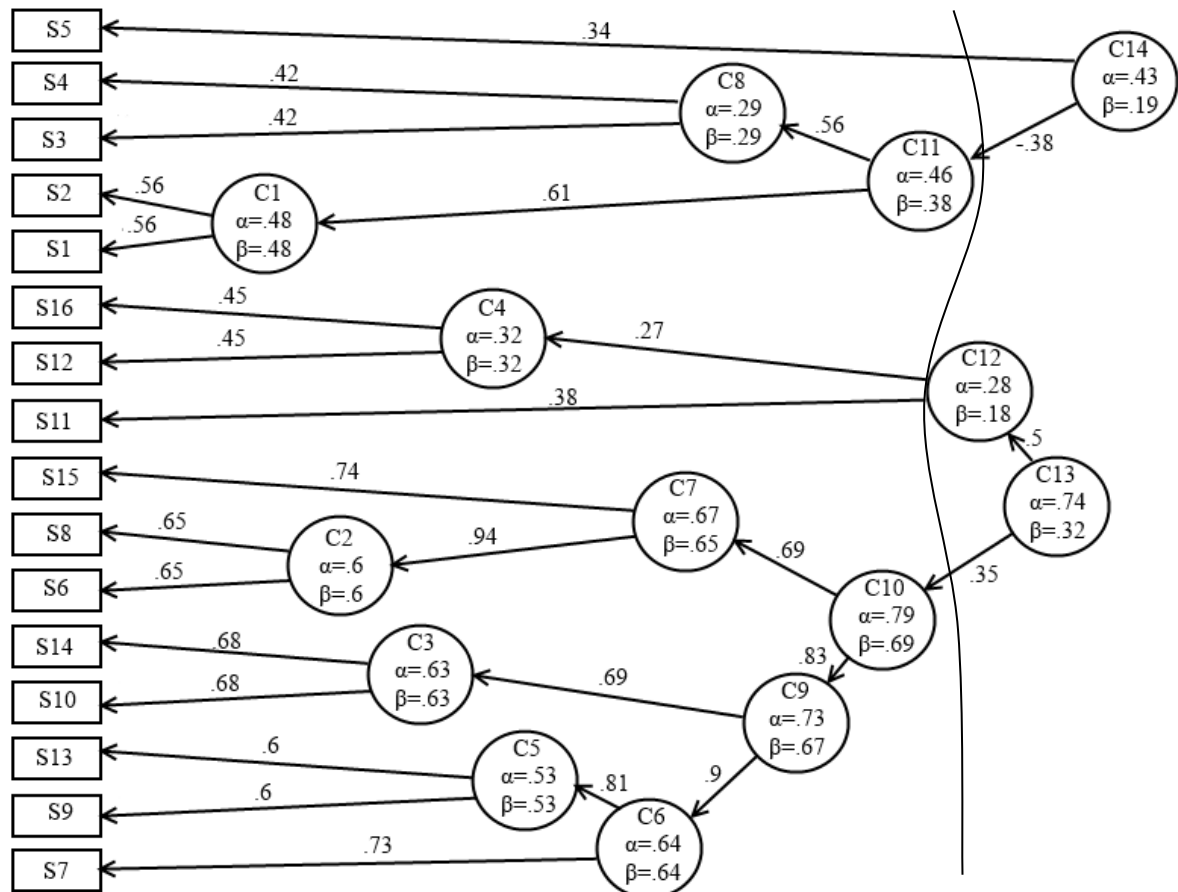 S5
.34
C14
α=.43
β=.19
S4
.42
C8
α=.29
β=.29
S3
.42
.56
-.38
C11
α=.46
β=.38
S2
.56
C1
α=.48
β=.48
.61
S1
.56
S16
.45
C4
α=.32
β=.32
.27
S12
.45
C12
α=.28
β=.18
S11
.38
.5
C13
α=.74
β=.32
S15
.74
C7
α=.67
β=.65
S8
.65
C2
α=.6
β=.6
.94
.69
.35
S6
.65
C10
α=.79
β=.69
S14
.68
C3
α=.63
β=.63
.83
S10
.68
.69
C9
α=.73
β=.67
S13
.6
C5
α=.53
β=.53
.81
.9
S9
.6
C6
α=.64
β=.64
S7
.73